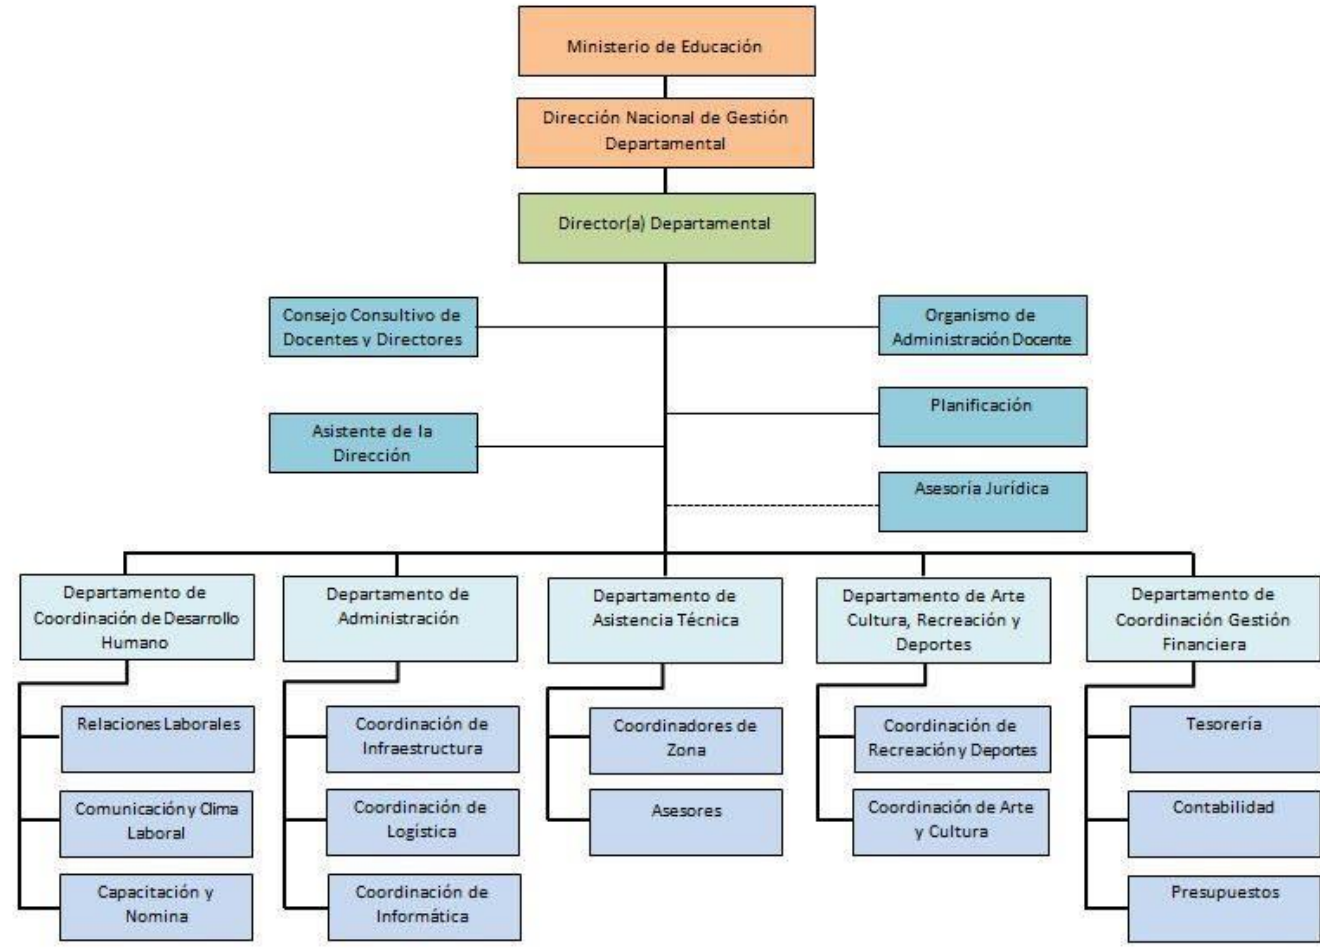 Ministerio de Educación
Dirección Nacional de Gestión
Departamental
Director(a) Departamental
Consejo Consultivo de
Docentes y Directores
Organismo de
Administración Docente
Planificación
Asistente de la
Dirección
Asesoría Jurídica
Departamento de
Coordinación de Desarrollo
Humano
Departamento de
Administración
Departamento de
Asistencia Técnica
Departamento de Arte
Cultura, Recreación y
Deportes
Departamento de
Coordinación Gestión
Financiera
Relaciones Laborales
Comunicación y Clima
Laboral
Capacitación y
Nomina
Coordinación de
Infraestructura
Coordinación de
Logística
Coordinación de
Informática
Coordinadores de
Zona
Asesores
Coordinación de
Recreación y Deportes
Coordinación de Arte
y Cultura
Tesorería
Contabilidad
Presupuestos